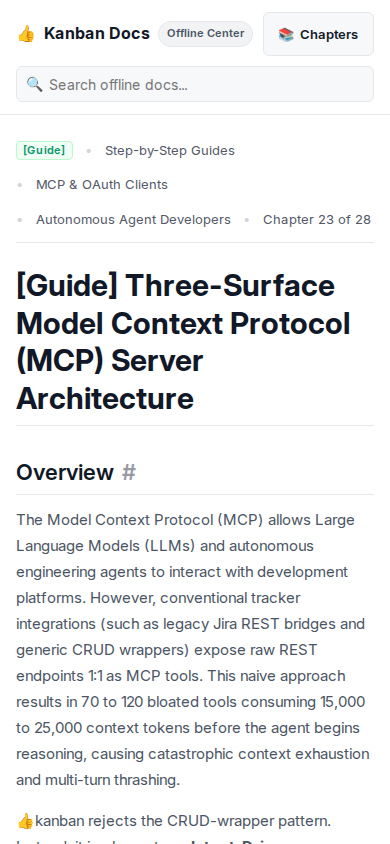 👍 Kanban Docs Offline Center 📚 Chapters
🔍 Search offline docs...
[Guide] • Step-by-Step Guides
• MCP & OAuth Clients
• Autonomous Agent Developers • Chapter 23 of 28
[Guide] Three-Surface
Model Context Protocol
(MCP) Server
Architecture
Overview #
The Model Context Protocol (MCP) allows Large
Language Models (LLMs) and autonomous
engineering agents to interact with development
platforms. However, conventional tracker
integrations (such as legacy Jira REST bridges and
generic CRUD wrappers) expose raw REST
endpoints 1:1 as MCP tools. This naive approach
results in 70 to 120 bloated tools consuming 15,000
to 25,000 context tokens before the agent begins
reasoning, causing catastrophic context exhaustion
and multi-turn thrashing.
👍kanban rejects the CRUD-wrapper pattern.